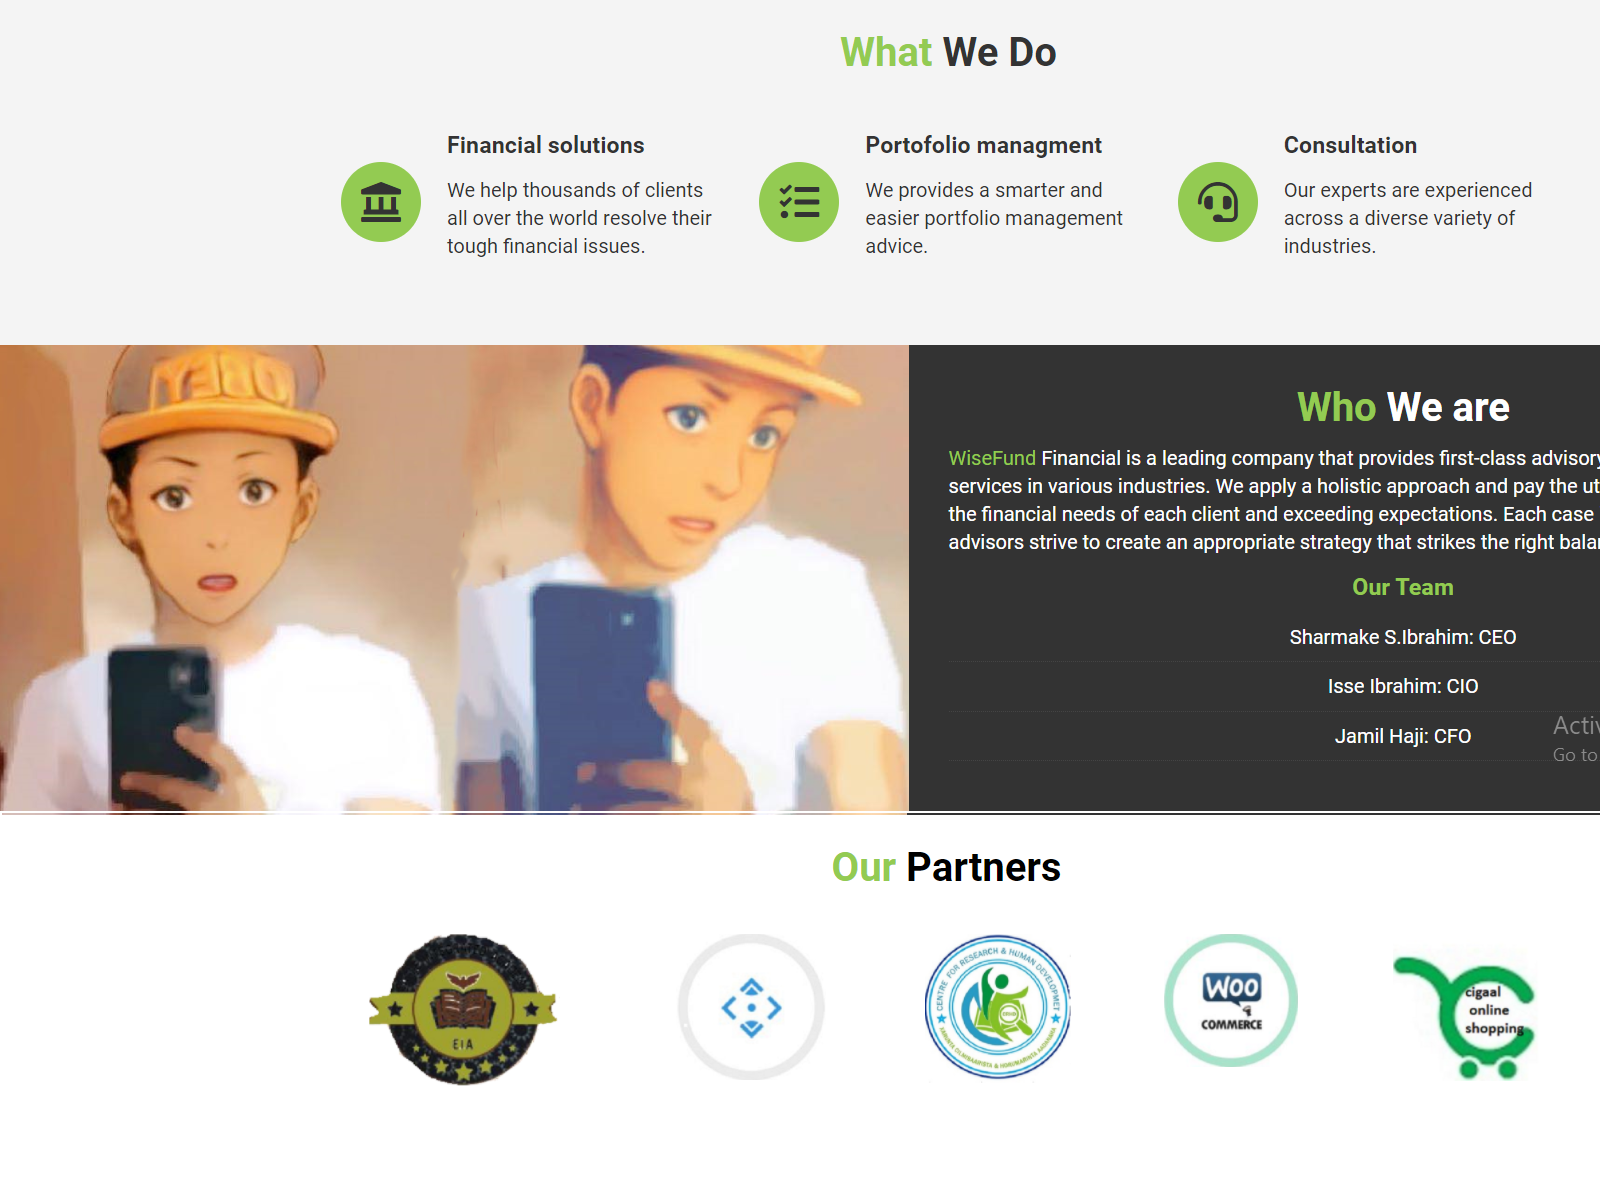 What We Do
Financial solutions
We help thousands of clients
all over the world resolve their
tough financial issues.
Portofolio managment
We provides a smarter and
easier portfolio management
advice.
Consultation
Our experts are experienced
across a diverse variety of
industries.
Who We are
WiseFund Financial is a leading company that provides first-class advisory
services in various industries. We apply a holistic approach and pay the ut
the financial needs of each client and exceeding expectations. Each case
advisors strive to create an appropriate strategy that strikes the right balan
Our Team
Sharmake S.Ibrahim: CEO
Isse Ibrahim: CIO
Jamil Haji: CFO
Activ
Go to
Our Partners
EIA
CENTRE FOR RESEARCH & HUMAN DEVELOPMET
WOO
COMMERCE
cigaal
online
shopping